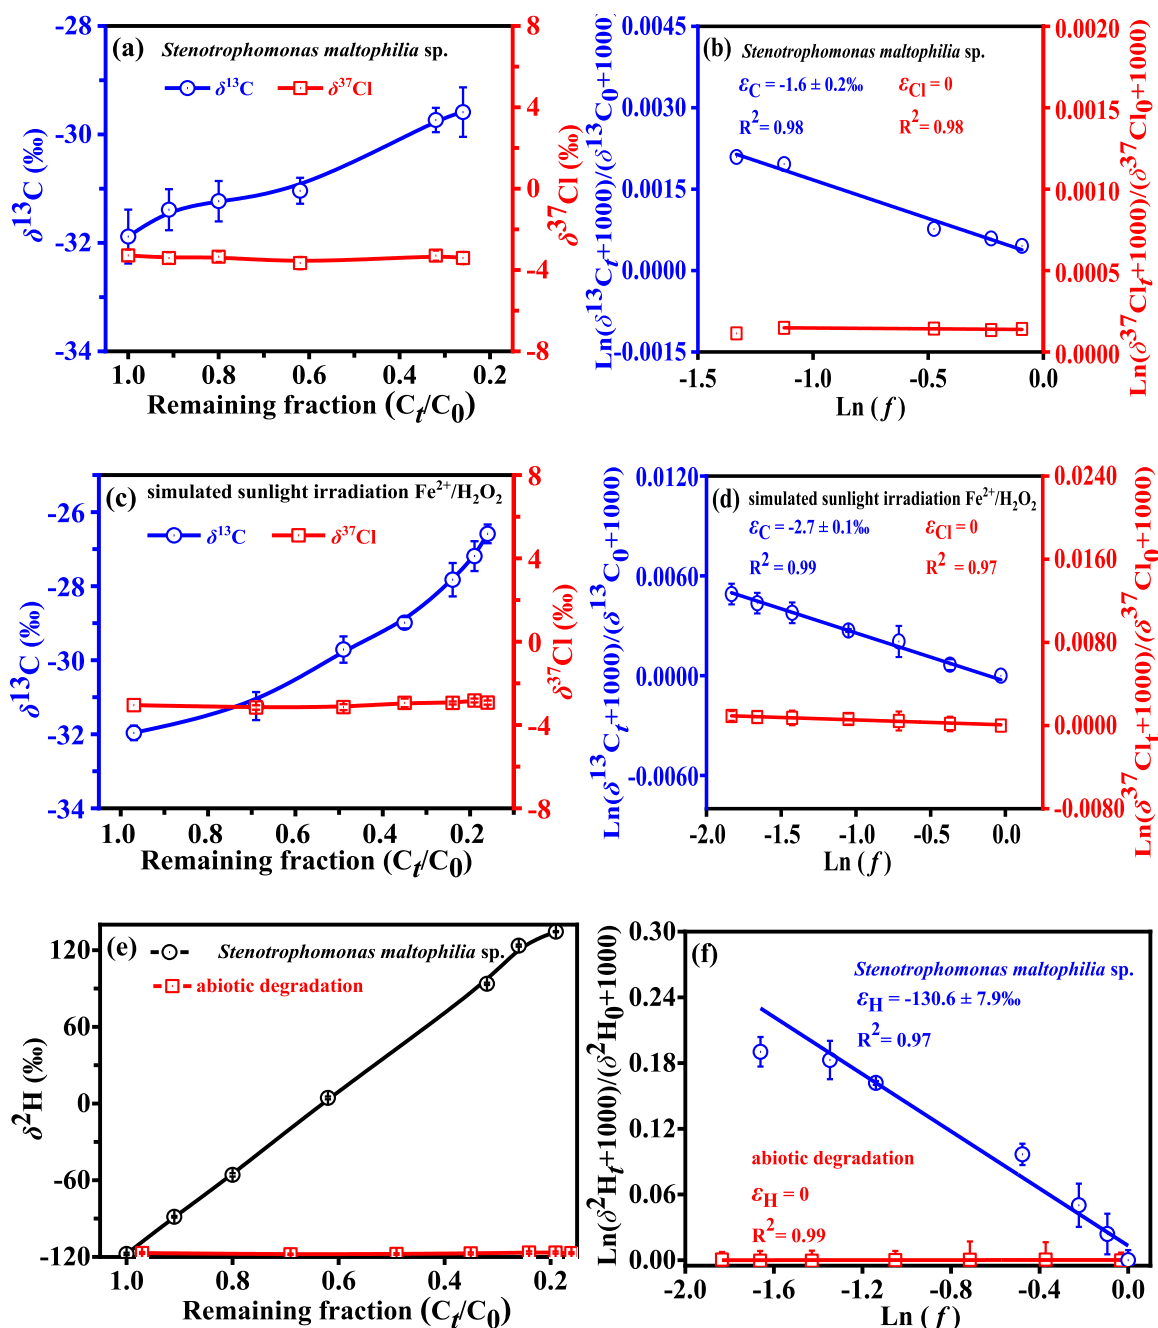 (a)
Stenotrophomonas maltophilia sp.
δ¹³C δ³⁷Cl
-28
-30
-32
-34
δ¹³C (‰)
8
4
0
-4
-8
δ³⁷Cl (‰)
1.0 0.8 0.6 0.4 0.2
Remaining fraction (Cₜ/C₀)
(b)
Stenotrophomonas maltophilia sp.
εC = -1.6 ± 0.2‰ εCl = 0
R² = 0.98 R² = 0.98
0.0045
0.0030
0.0015
0.0000
-0.0015
Ln(δ¹³Cₜ+1000)/(δ¹³C₀+1000)
0.0020
0.0015
0.0010
0.0005
0.0000
Ln(δ³⁷Clₜ+1000)/(δ³⁷Cl₀+1000)
-1.5 -1.0 -0.5 0.0
Ln (f)
(c)
simulated sunlight irradiation Fe²⁺/H₂O₂
δ¹³C δ³⁷Cl
-26
-28
-30
-32
-34
δ¹³C (‰)
8
4
0
-4
-8
δ³⁷Cl (‰)
1.0 0.8 0.6 0.4 0.2
Remaining fraction (Cₜ/C₀)
(d)
simulated sunlight irradiation Fe²⁺/H₂O₂
εC = -2.7 ± 0.1‰ εCl = 0
R² = 0.99 R² = 0.97
0.0120
0.0060
0.0000
-0.0060
Ln(δ¹³Cₜ+1000)/(δ¹³C₀+1000)
0.0240
0.0160
0.0080
0.0000
-0.0080
Ln(δ³⁷Clₜ+1000)/(δ³⁷Cl₀+1000)
-2.0 -1.5 -1.0 -0.5 0.0
Ln (f)
(e)
Stenotrophomonas maltophilia sp.
abiotic degradation
120
60
0
-60
-120
δ²H (‰)
1.0 0.8 0.6 0.4 0.2
Remaining fraction (Cₜ/C₀)
(f)
Stenotrophomonas maltophilia sp.
εH = -130.6 ± 7.9‰
R² = 0.97
abiotic degradation
εH = 0
R² = 0.99
0.30
0.24
0.18
0.12
0.06
0.00
Ln(δ²Hₜ+1000)/(δ²H₀+1000)
-2.0 -1.6 -1.2 -0.8 -0.4 0.0
Ln (f)